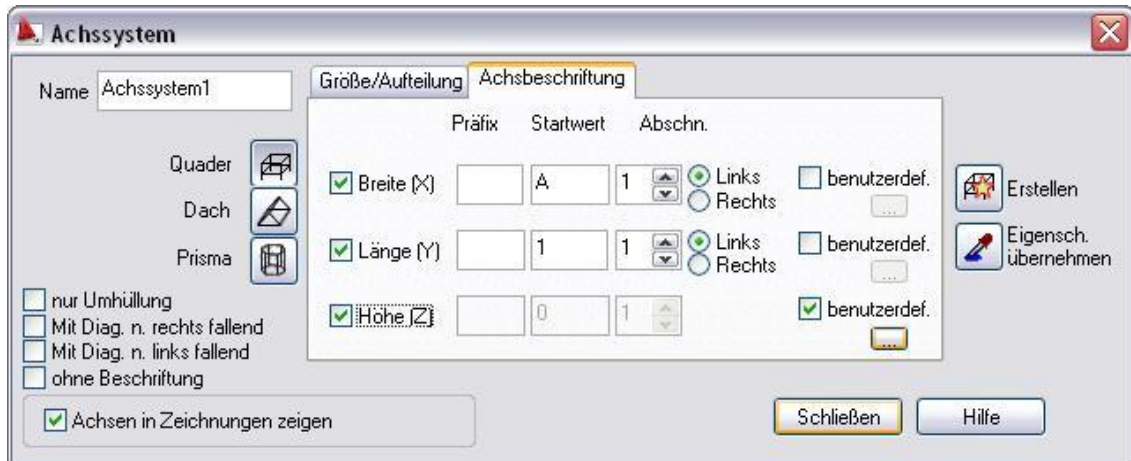 Achssystem
Name Achssystem1
Größe/Aufteilung Achsbeschriftung
Präfix Startwert Abschn.
Quader
Dach
Prisma
Breite (X) A 1 Links
Rechts
benutzerdef.
...
Länge (Y) 1 1 Links
Rechts
benutzerdef.
...
Höhe (Z) 0 1 benutzerdef.
...
Erstellen
Eigensch.
übernehmen
nur Umhüllung
Mit Diag. n. rechts fallend
Mit Diag. n. links fallend
ohne Beschriftung
Achsen in Zeichnungen zeigen
Schließen Hilfe